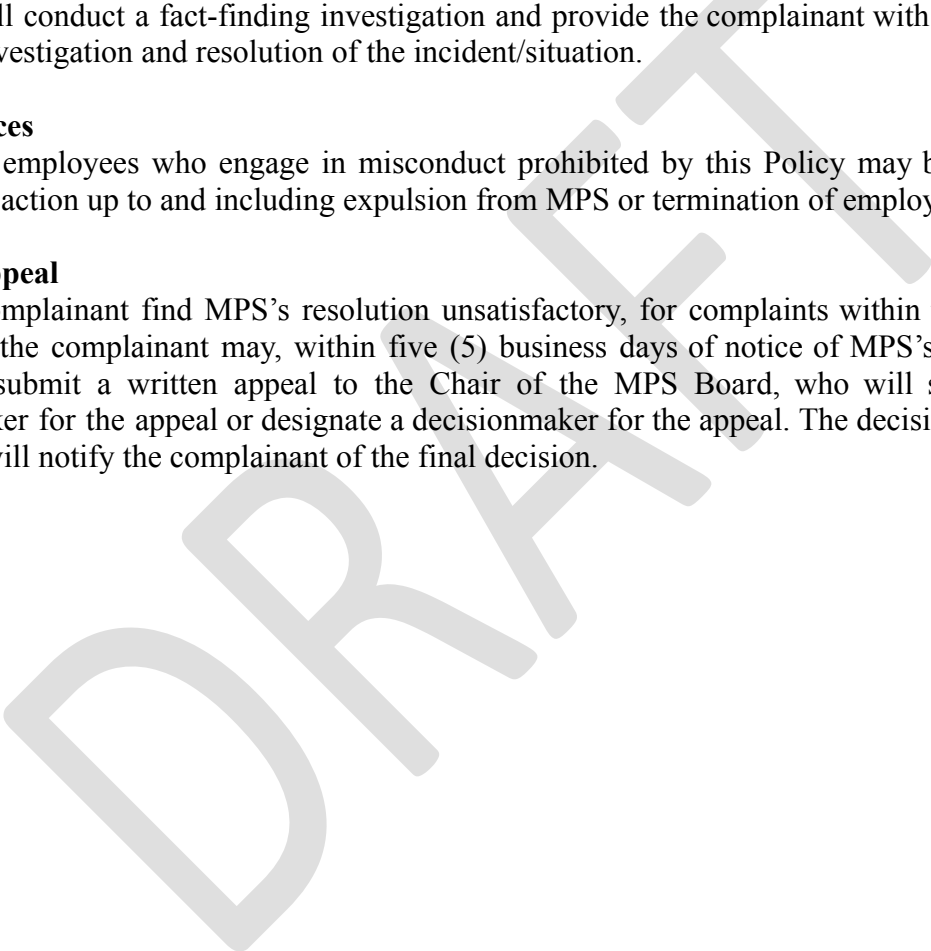 ll conduct a fact-finding investigation and provide the complainant with
vestigation and resolution of the incident/situation.
ces
employees who engage in misconduct prohibited by this Policy may b
action up to and including expulsion from MPS or termination of employ
ppeal
omplainant find MPS’s resolution unsatisfactory, for complaints within
the complainant may, within five (5) business days of notice of MPS’s
submit a written appeal to the Chair of the MPS Board, who will s
ker for the appeal or designate a decisionmaker for the appeal. The decisi
will notify the complainant of the final decision.
DRAFT